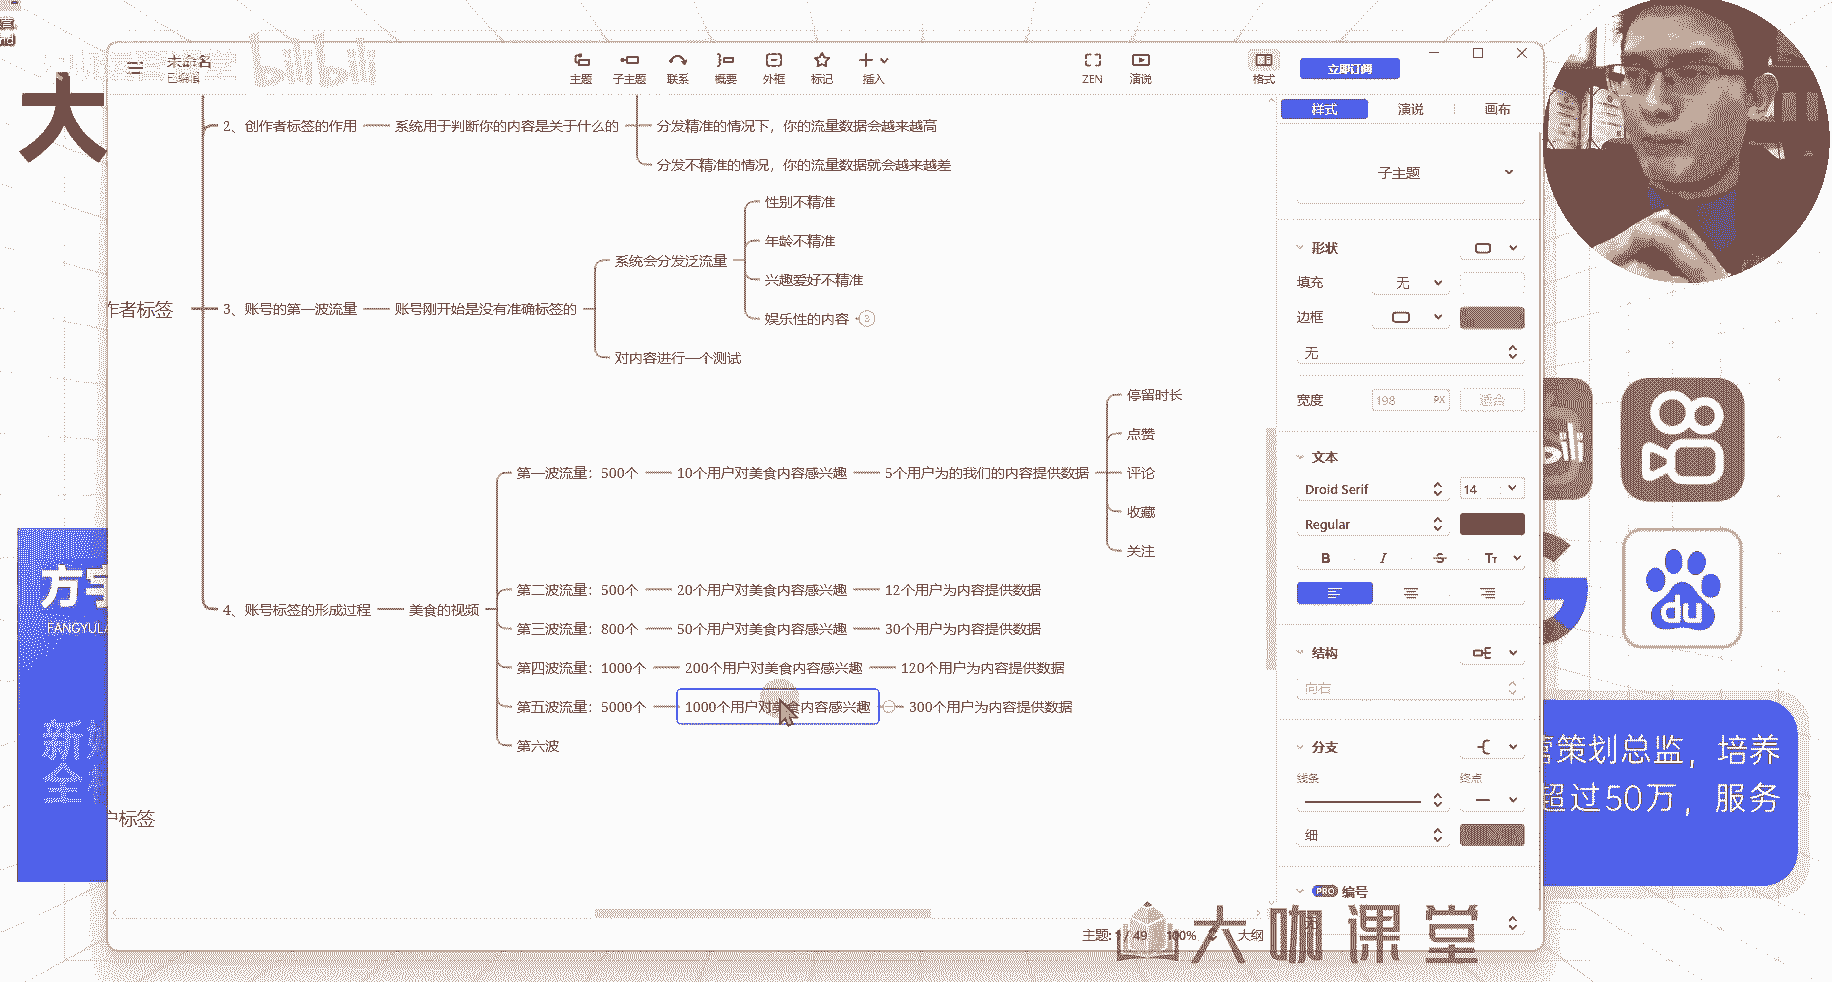 大
bilibili
未命名
已编辑
主题
子主题
联系
概要
外框
标记
插入
ZEN
演说
格式
立即订阅
样式
演说
画布
2、创作者标签的作用
系统用于判断你的内容是关于什么的
分发精准的情况下，你的流量数据会越来越高
分发不精准的情况，你的流量数据就会越来越差
作者标签
3、账号的第一波流量
账号刚开始是没有准确标签的
系统会分发泛流量
性别不精准
年龄不精准
兴趣爱好不精准
娱乐性的内容
3
对内容进行一个测试
4、账号标签的形成过程
美食的视频
第一波流量：500个
10个用户对美食内容感兴趣
5个用户为的我们的内容提供数据
停留时长
点赞
评论
收藏
关注
第二波流量：500个
20个用户对美食内容感兴趣
12个用户为内容提供数据
第三波流量：800个
50个用户对美食内容感兴趣
30个用户为内容提供数据
第四波流量：1000个
200个用户对美食内容感兴趣
120个用户为内容提供数据
第五波流量：5000个
1000个用户对美食内容感兴趣
300个用户为内容提供数据
第六波
户标签
子主题
形状
填充
无
边框
无
宽度
198
PX
适合
文本
Droid Serif
14
Regular
B
I
S
Tт
结构
向右
分支
线条
终点
细
PRO
编号
主题: 1 / 49
100%
大纲
大咖课堂
方宇
FANGYULA
新
全
ili
du
营策划总监，培养
超过50万，服务